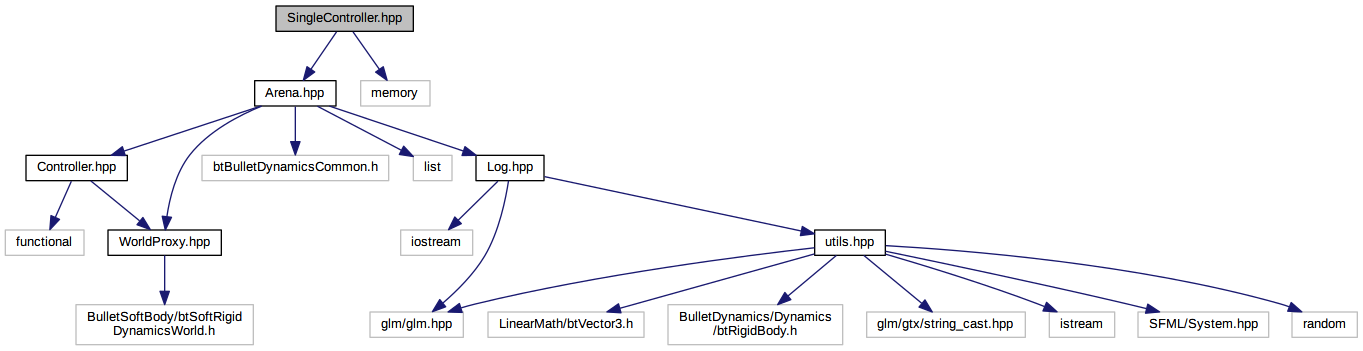 SingleController.hpp
Arena.hpp
memory
Controller.hpp
btBulletDynamicsCommon.h
list
Log.hpp
functional
WorldProxy.hpp
iostream
utils.hpp
BulletSoftBody/btSoftRigid
DynamicsWorld.h
glm/glm.hpp
LinearMath/btVector3.h
BulletDynamics/Dynamics
/btRigidBody.h
glm/gtx/string_cast.hpp
istream
SFML/System.hpp
random